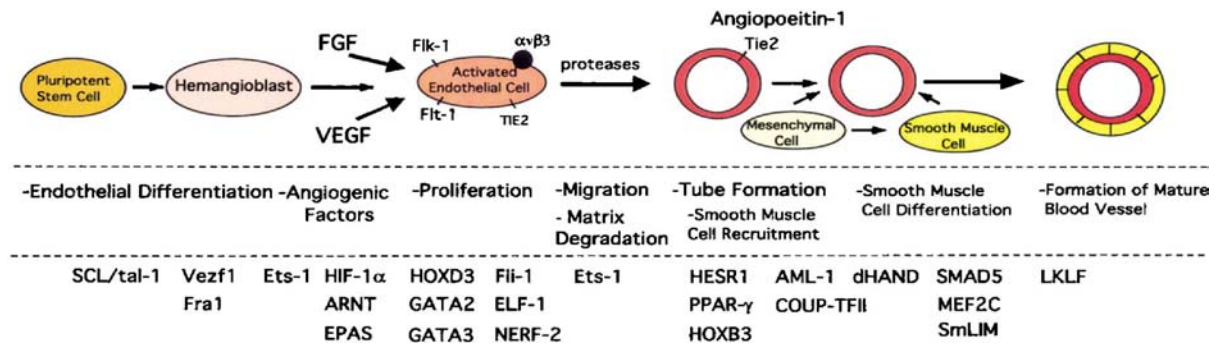 Angiopoeitin-1
FGF
Flk-1
αvβ3
Tie2
proteases
Pluripotent
Stem Cell
Hemangioblast
Activated
Endothelial Cell
VEGF
Flt-1
TIE2
Mesenchymal
Cell
Smooth Muscle
Cell
-Endothelial Differentiation
-Angiogenic
Factors
-Proliferation
-Migration
- Matrix
Degradation
-Tube Formation
-Smooth Muscle
Cell Recruitment
-Smooth Muscle
Cell Differentiation
-Formation of Mature
Blood Vessel
SCL/tal-1 Vezf1 Ets-1 HIF-1α HOXD3 Fli-1 Ets-1 HESR1 AML-1 dHAND SMAD5 LKLF
Fra1 ARNT GATA2 ELF-1 PPAR-γ COUP-TFII MEF2C
EPAS GATA3 NERF-2 HOXB3 SmLIM